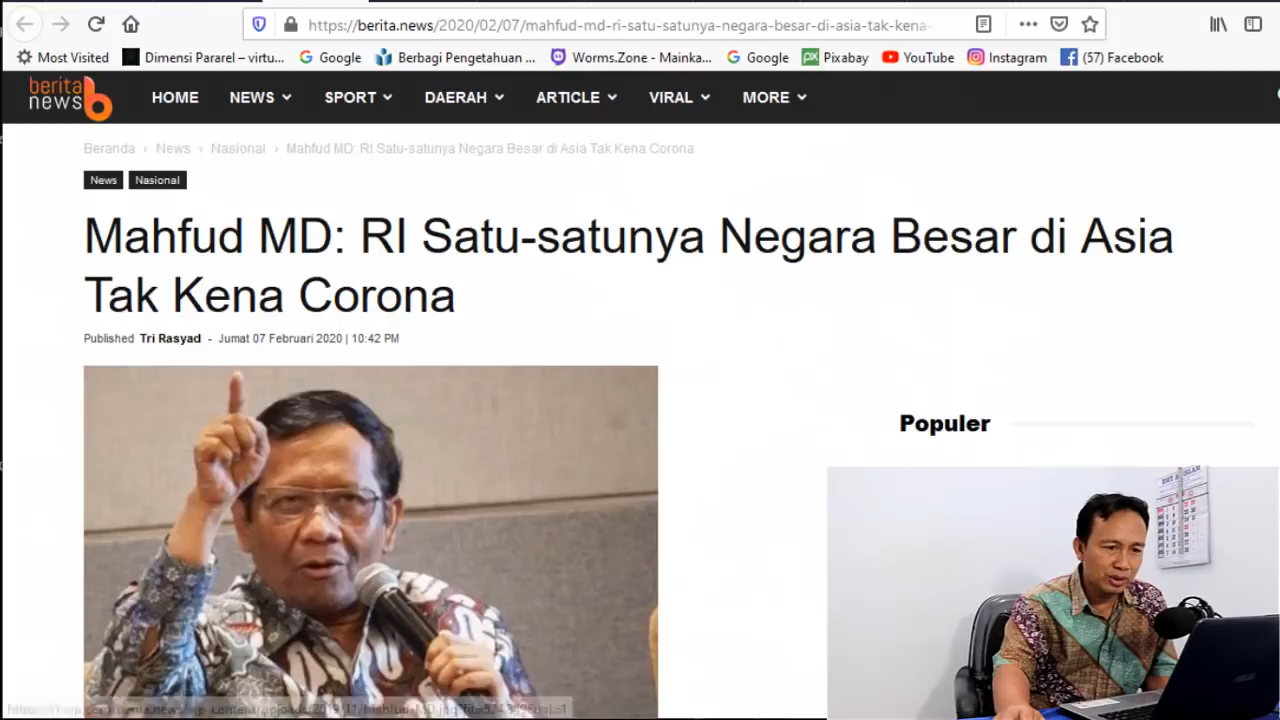 https://berita.news/2020/02/07/mahfud-md-ri-satu-satunya-negara-besar-di-asia-tak-kena-
Most Visited Dimensi Pararel – virtu... Google Berbagi Pengetahuan ... Worms.Zone - Mainka... Google Pixabay YouTube Instagram (57) Facebook
berita
news
HOME NEWS SPORT DAERAH ARTICLE VIRAL MORE
Beranda › News › Nasional › Mahfud MD: RI Satu-satunya Negara Besar di Asia Tak Kena Corona
News Nasional
Mahfud MD: RI Satu-satunya Negara Besar di Asia
Tak Kena Corona
Published Tri Rasyad - Jumat 07 Februari 2020 | 10:42 PM
Populer